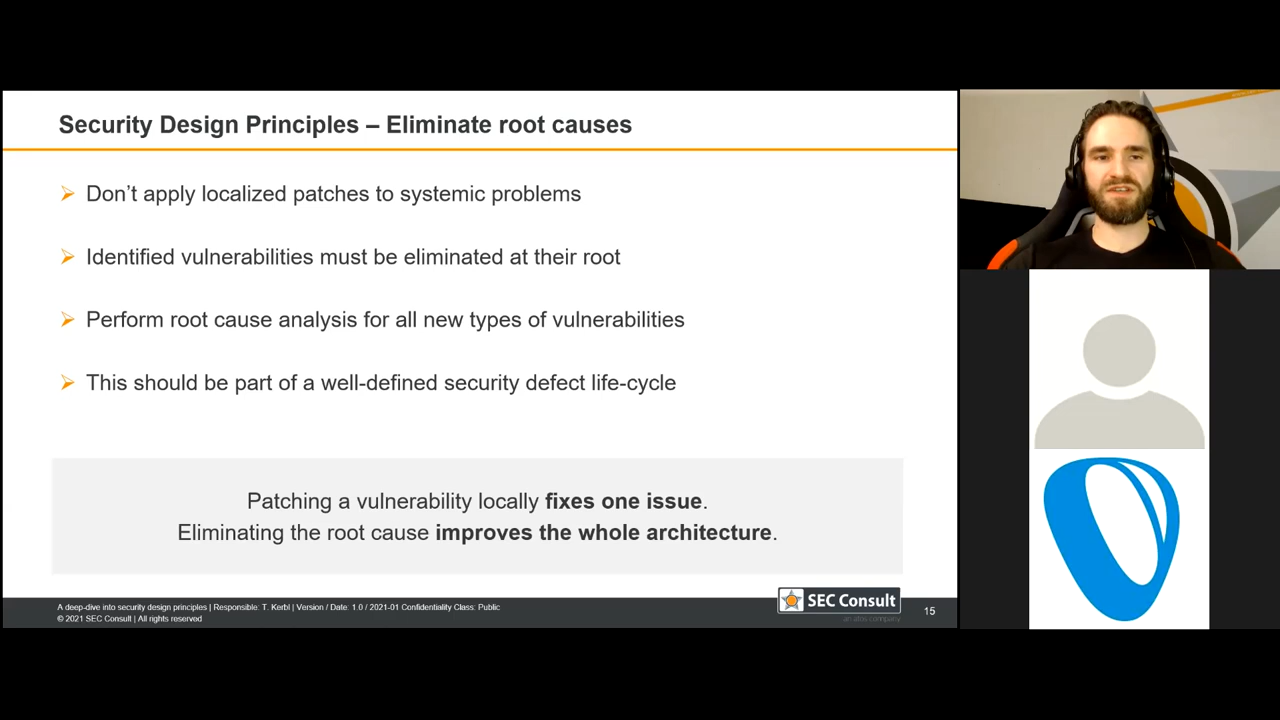 Security Design Principles – Eliminate root causes
Don’t apply localized patches to systemic problems
Identified vulnerabilities must be eliminated at their root
Perform root cause analysis for all new types of vulnerabilities
This should be part of a well-defined security defect life-cycle
Patching a vulnerability locally fixes one issue.
Eliminating the root cause improves the whole architecture.
A deep-dive into security design principles | Responsible: T. Kerbl | Version / Date: 1.0 / 2021-01 Confidentiality Class: Public
© 2021 SEC Consult | All rights reserved
SEC Consult
an atos company
15